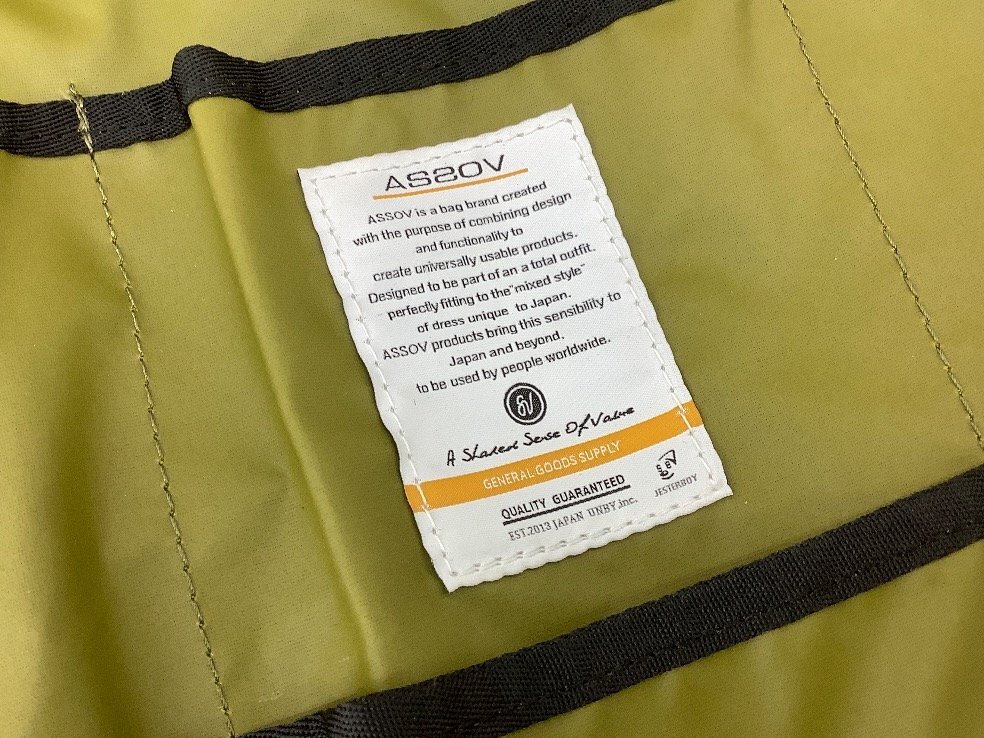 ASSOV
ASSOV is a bag brand created
with the purpose of combining design
and functionality to
create universally usable products.
Designed to be part of an a total outfit.
perfectly fitting to the"mixed style"
of dress unique to Japan.
ASSOV products bring this sensibility to
Japan and beyond.
to be used by people worldwide.
A Shared Sense Of Value
GENERAL GOODS SUPPLY
QUALITY GUARANTEED
EST.2013 JAPAN UNBY.inc.
JESTERBOY